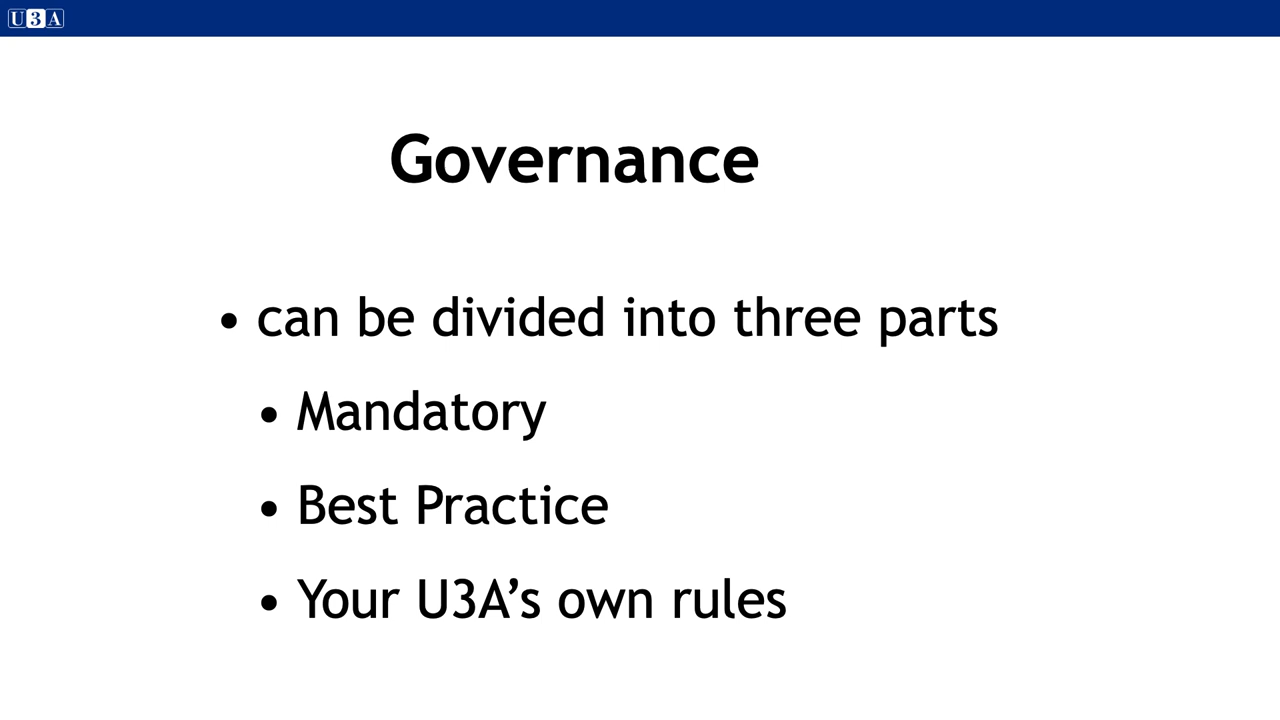 U3A
Governance
• can be divided into three parts
• Mandatory
• Best Practice
• Your U3A’s own rules